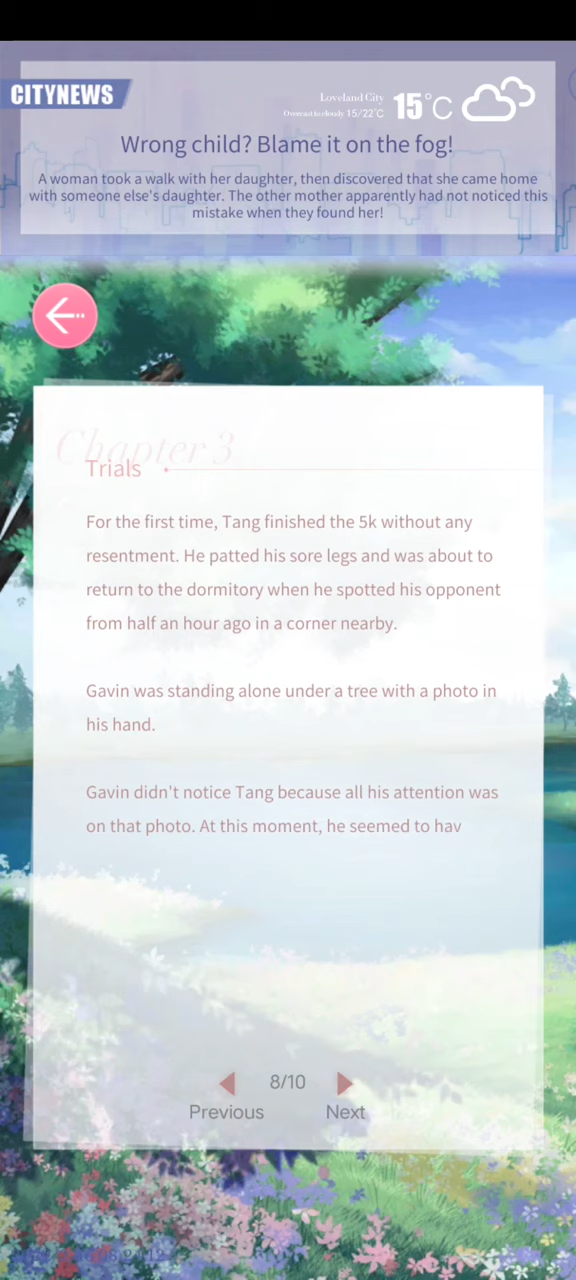 CITYNEWS
Loveland City
Overcast to cloudy 15/22°C
15°C
Wrong child? Blame it on the fog!
A woman took a walk with her daughter, then discovered that she came home
with someone else's daughter. The other mother apparently had not noticed this
mistake when they found her!
Chapter 3
Trials
For the first time, Tang finished the 5k without any
resentment. He patted his sore legs and was about to
return to the dormitory when he spotted his opponent
from half an hour ago in a corner nearby.
Gavin was standing alone under a tree with a photo in
his hand.
Gavin didn't notice Tang because all his attention was
on that photo. At this moment, he seemed to hav
8/10
Previous
Next